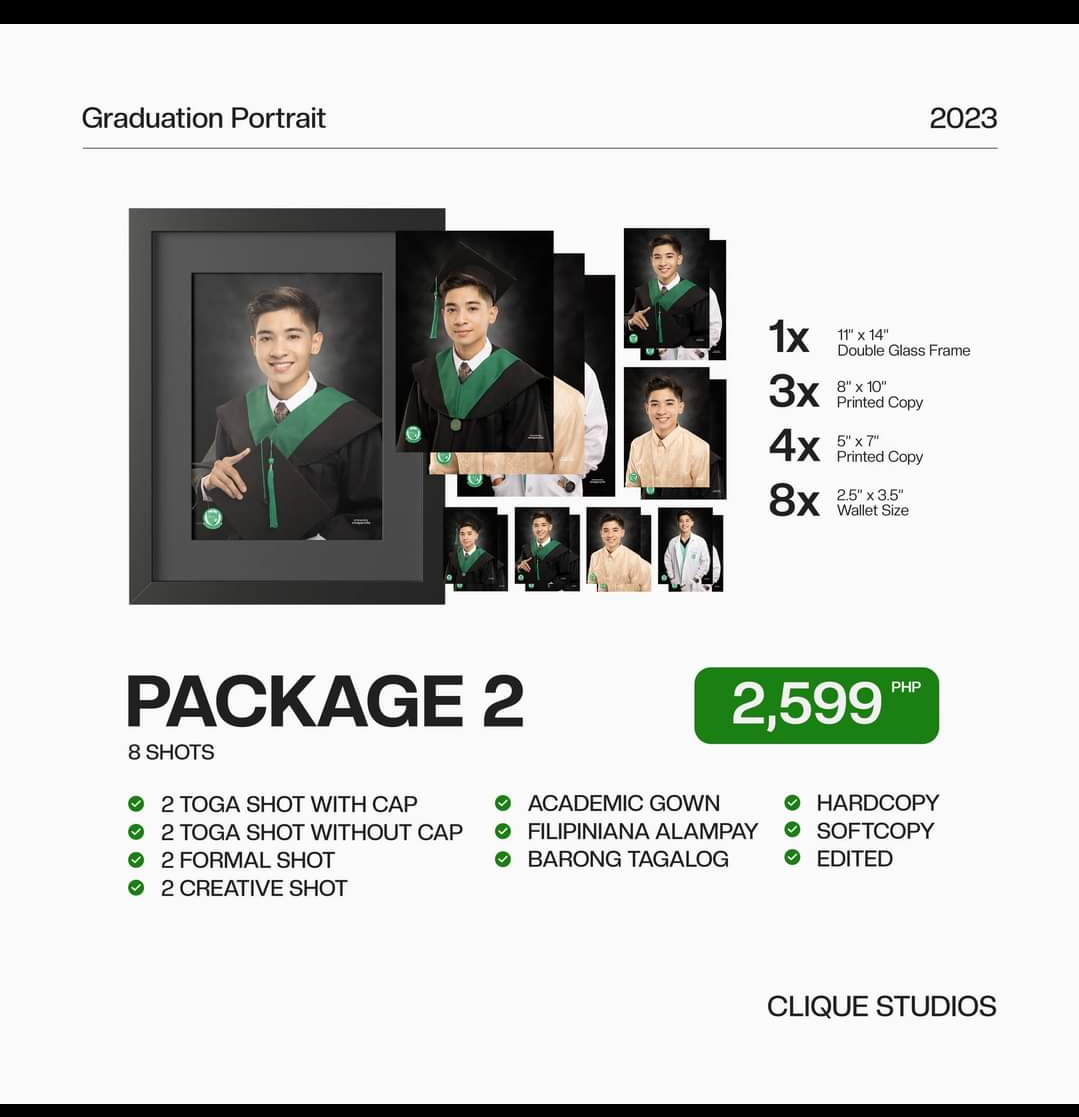 Graduation Portrait
2023
1x
11" x 14"
Double Glass Frame
3x
8" x 10"
Printed Copy
4x
5" x 7"
Printed Copy
8x
2.5" x 3.5"
Wallet Size
PACKAGE 2
2,599 PHP
8 SHOTS
2 TOGA SHOT WITH CAP
2 TOGA SHOT WITHOUT CAP
2 FORMAL SHOT
2 CREATIVE SHOT
ACADEMIC GOWN
FILIPINIANA ALAMPAY
BARONG TAGALOG
HARDCOPY
SOFTCOPY
EDITED
CLIQUE STUDIOS